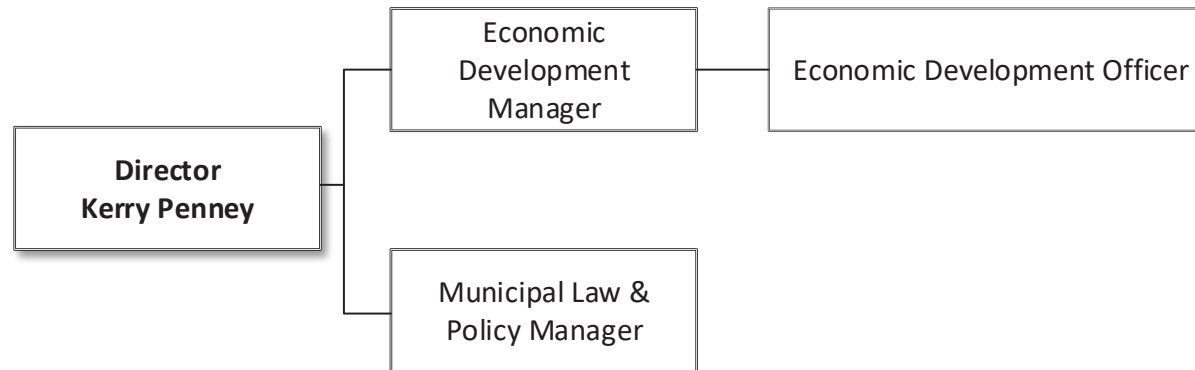 Director
Kerry Penney
Economic
Development
Manager
Economic Development Officer
Municipal Law &
Policy Manager